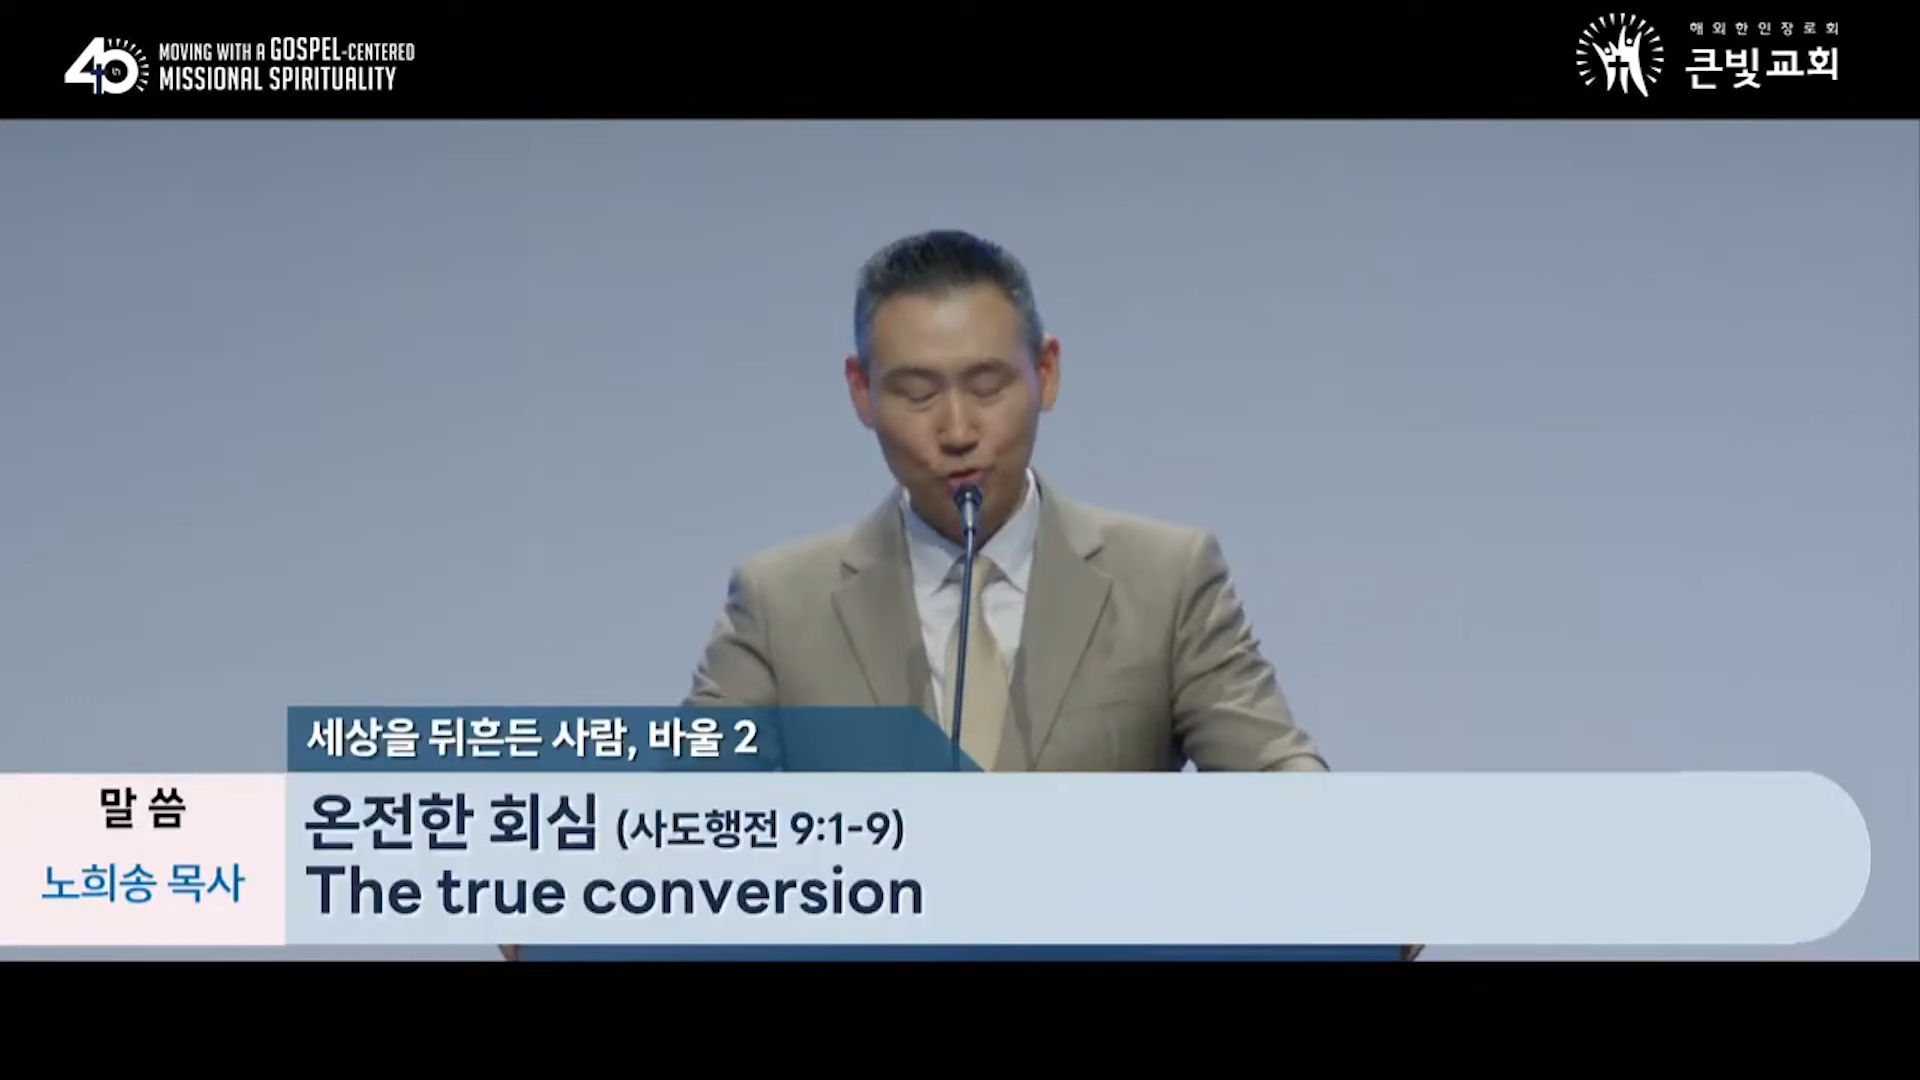 40th
MOVING WITH A GOSPEL-CENTERED
MISSIONAL SPIRITUALITY
해외한인장로회
큰빛교회
세상을 뒤흔든 사람, 바울 2
말씀
노희송 목사
온전한 회심 (사도행전 9:1-9)
The true conversion